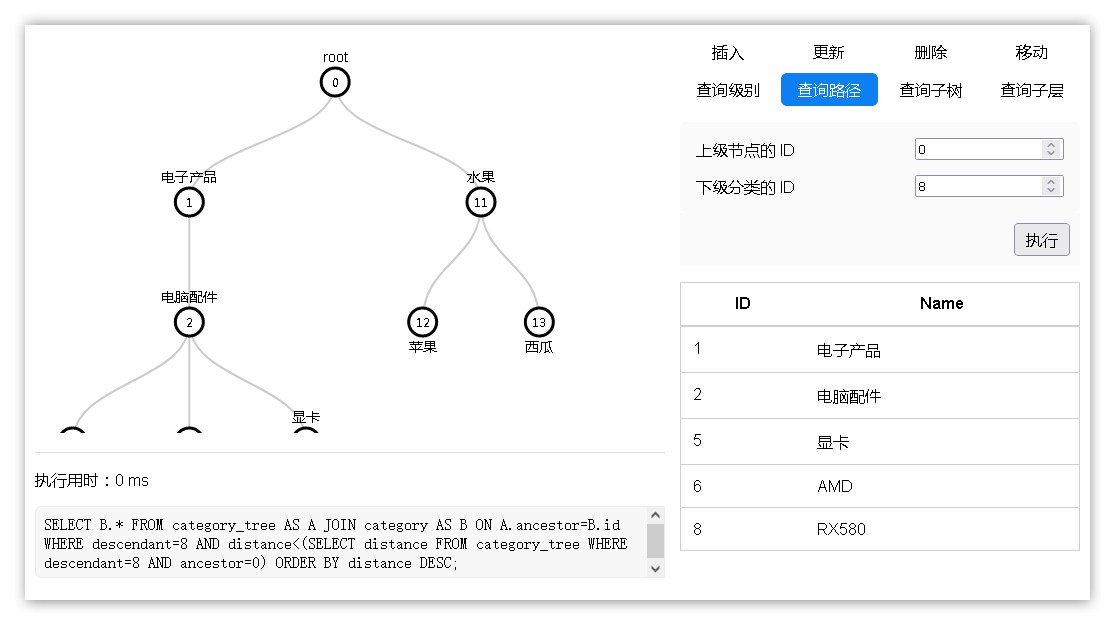 root
0
电子产品
1
水果
11
电脑配件
2
12
13
苹果
西瓜
显卡
执行用时：0 ms
SELECT B.* FROM category_tree AS A JOIN category AS B ON A.ancestor=B.id
WHERE descendant=8 AND distance<(SELECT distance FROM category_tree WHERE
descendant=8 AND ancestor=0) ORDER BY distance DESC;
插入 更新 删除 移动
查询级别 查询路径 查询子树 查询子层
上级节点的 ID 0
下级分类的 ID 8
执行
ID Name
1 电子产品
2 电脑配件
5 显卡
6 AMD
8 RX580